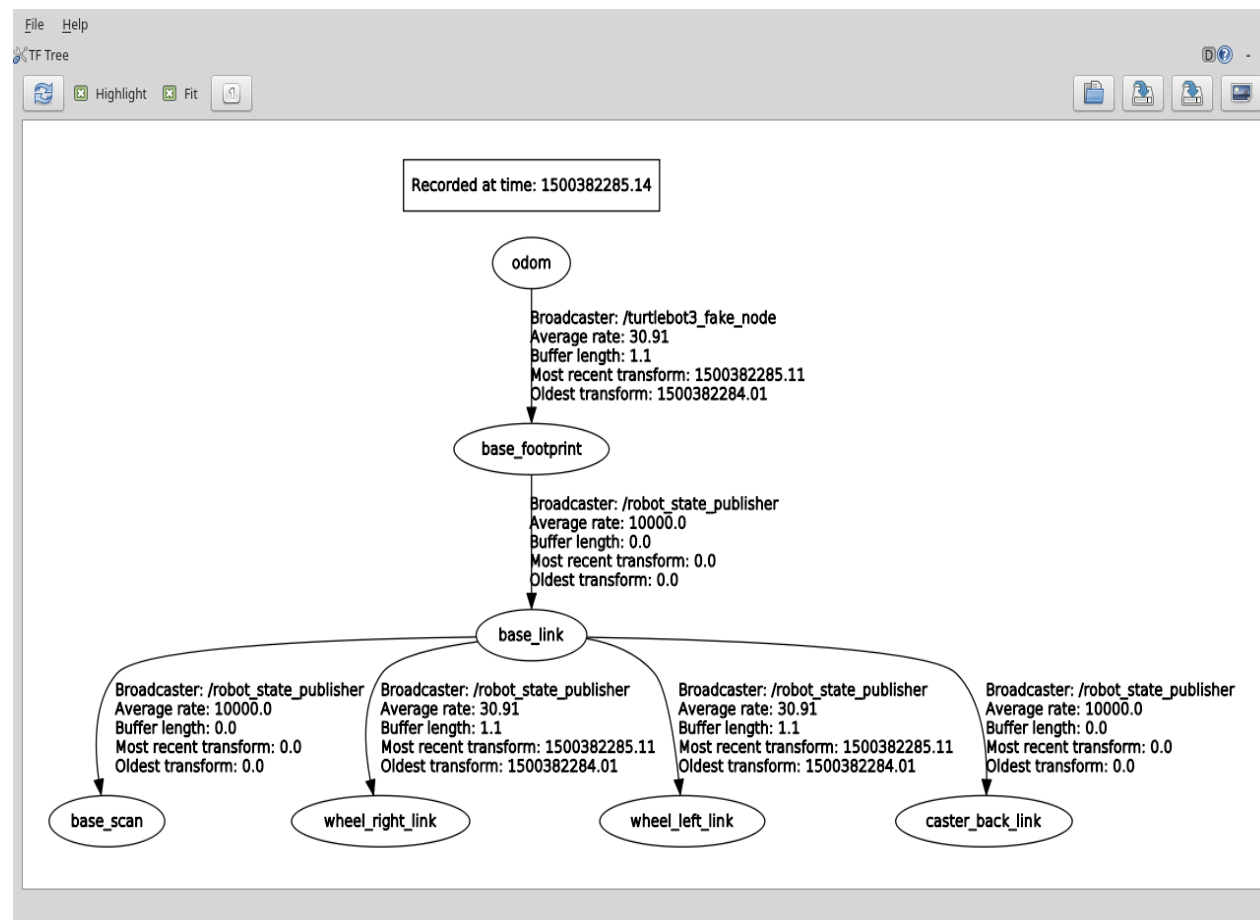 File Help
TF Tree
D
-
Highlight Fit
Recorded at time: 1500382285.14
odom
Broadcaster: /turtlebot3_fake_node
Average rate: 30.91
Buffer length: 1.1
Most recent transform: 1500382285.11
Oldest transform: 1500382284.01
base_footprint
Broadcaster: /robot_state_publisher
Average rate: 10000.0
Buffer length: 0.0
Most recent transform: 0.0
Oldest transform: 0.0
base_link
Broadcaster: /robot_state_publisher
Average rate: 10000.0
Buffer length: 0.0
Most recent transform: 0.0
Oldest transform: 0.0
Broadcaster: /robot_state_publisher
Average rate: 30.91
Buffer length: 1.1
Most recent transform: 1500382285.11
Oldest transform: 1500382284.01
Broadcaster: /robot_state_publisher
Average rate: 30.91
Buffer length: 1.1
Most recent transform: 1500382285.11
Oldest transform: 1500382284.01
Broadcaster: /robot_state_publisher
Average rate: 10000.0
Buffer length: 0.0
Most recent transform: 0.0
Oldest transform: 0.0
base_scan
wheel_right_link
wheel_left_link
caster_back_link